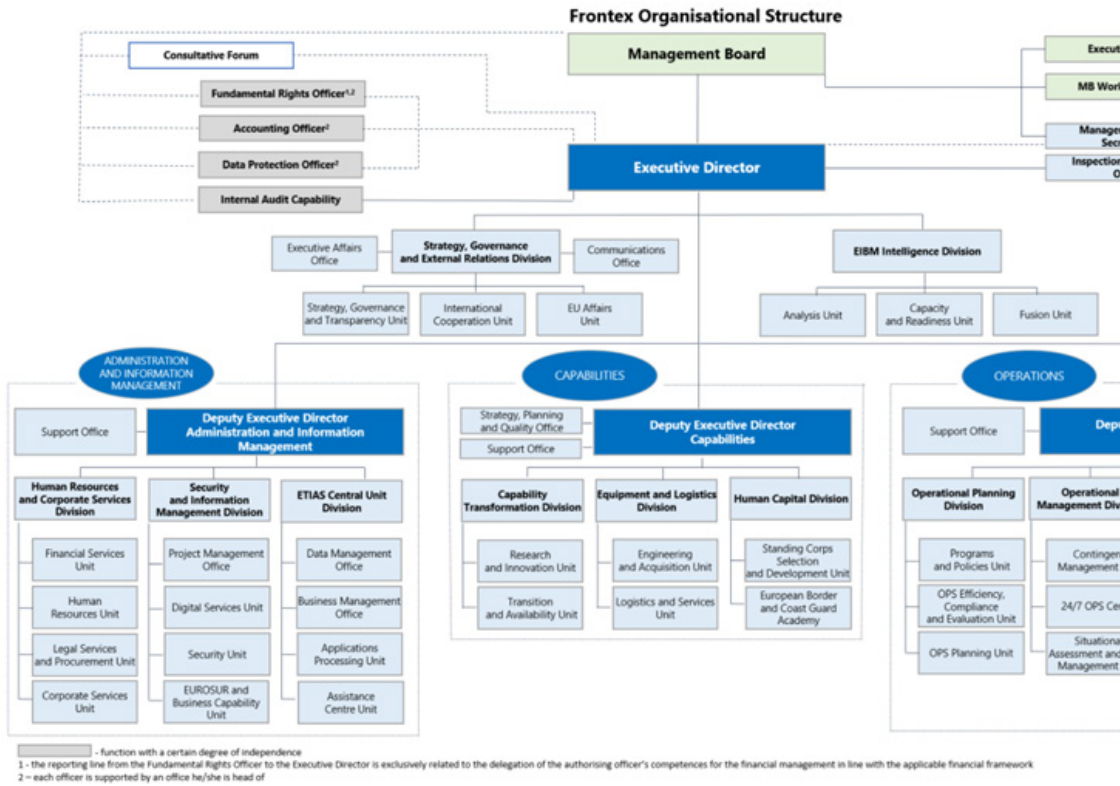 Frontex Organisational Structure
Management Board
Consultative Forum
Fundamental Rights Officer¹,²
Accounting Officer²
Data Protection Officer²
Internal Audit Capability
Executive Director
MB
Executive Affairs
Office
Strategy, Governance
and External Relations Division
Communications
Office
EIBM Intelligence Division
Strategy, Governance
and Transparency Unit
International
Cooperation Unit
EU Affairs
Unit
Analysis Unit
Capacity
and Readiness Unit
Fusion Unit
ADMINISTRATION
AND INFORMATION
MANAGEMENT
Support Office
Deputy Executive Director
Administration and Information
Management
Human Resources
and Corporate Services
Division
Financial Services
Unit
Human
Resources Unit
Legal Services
and Procurement Unit
Corporate Services
Unit
Security
and Information
Management Division
Project Management
Office
Digital Services Unit
Security Unit
EUROSUR and
Business Capability
Unit
ETIAS Central Unit
Division
Data Management
Office
Business Management
Office
Applications
Processing Unit
Assistance
Centre Unit
CAPABILITIES
Strategy, Planning
and Quality Office
Support Office
Deputy Executive Director
Capabilities
Capability
Transformation Division
Research
and Innovation Unit
Transition
and Availability Unit
Equipment and Logistics
Division
Engineering
and Acquisition Unit
Logistics and Services
Unit
Human Capital Division
Standing Corps
Selection
and Development Unit
European Border
and Coast Guard
Academy
OPERATIONS
Support Office
Operational Planning
Division
Programs
and Policies Unit
OPS Efficiency,
Compliance
and Evaluation Unit
OPS Planning Unit
Operational
Management
Management
24/7 OPS
Assessment and
Management
- function with a certain degree of independence
1 - the reporting line from the Fundamental Rights Officer to the Executive Director is exclusively related to the delegation of the authorising officer's competences for the financial management in line with the applicable financial framework
2 – each officer is supported by an office he/she is head of